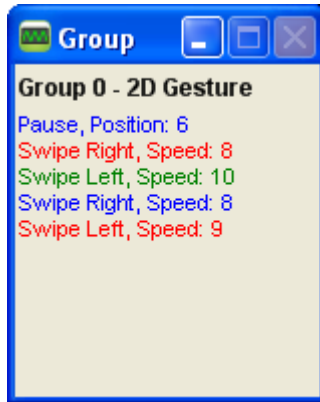 Group
Group 0 - 2D Gesture
Pause, Position: 6
Swipe Right, Speed: 8
Swipe Left, Speed: 10
Swipe Right, Speed: 8
Swipe Left, Speed: 9